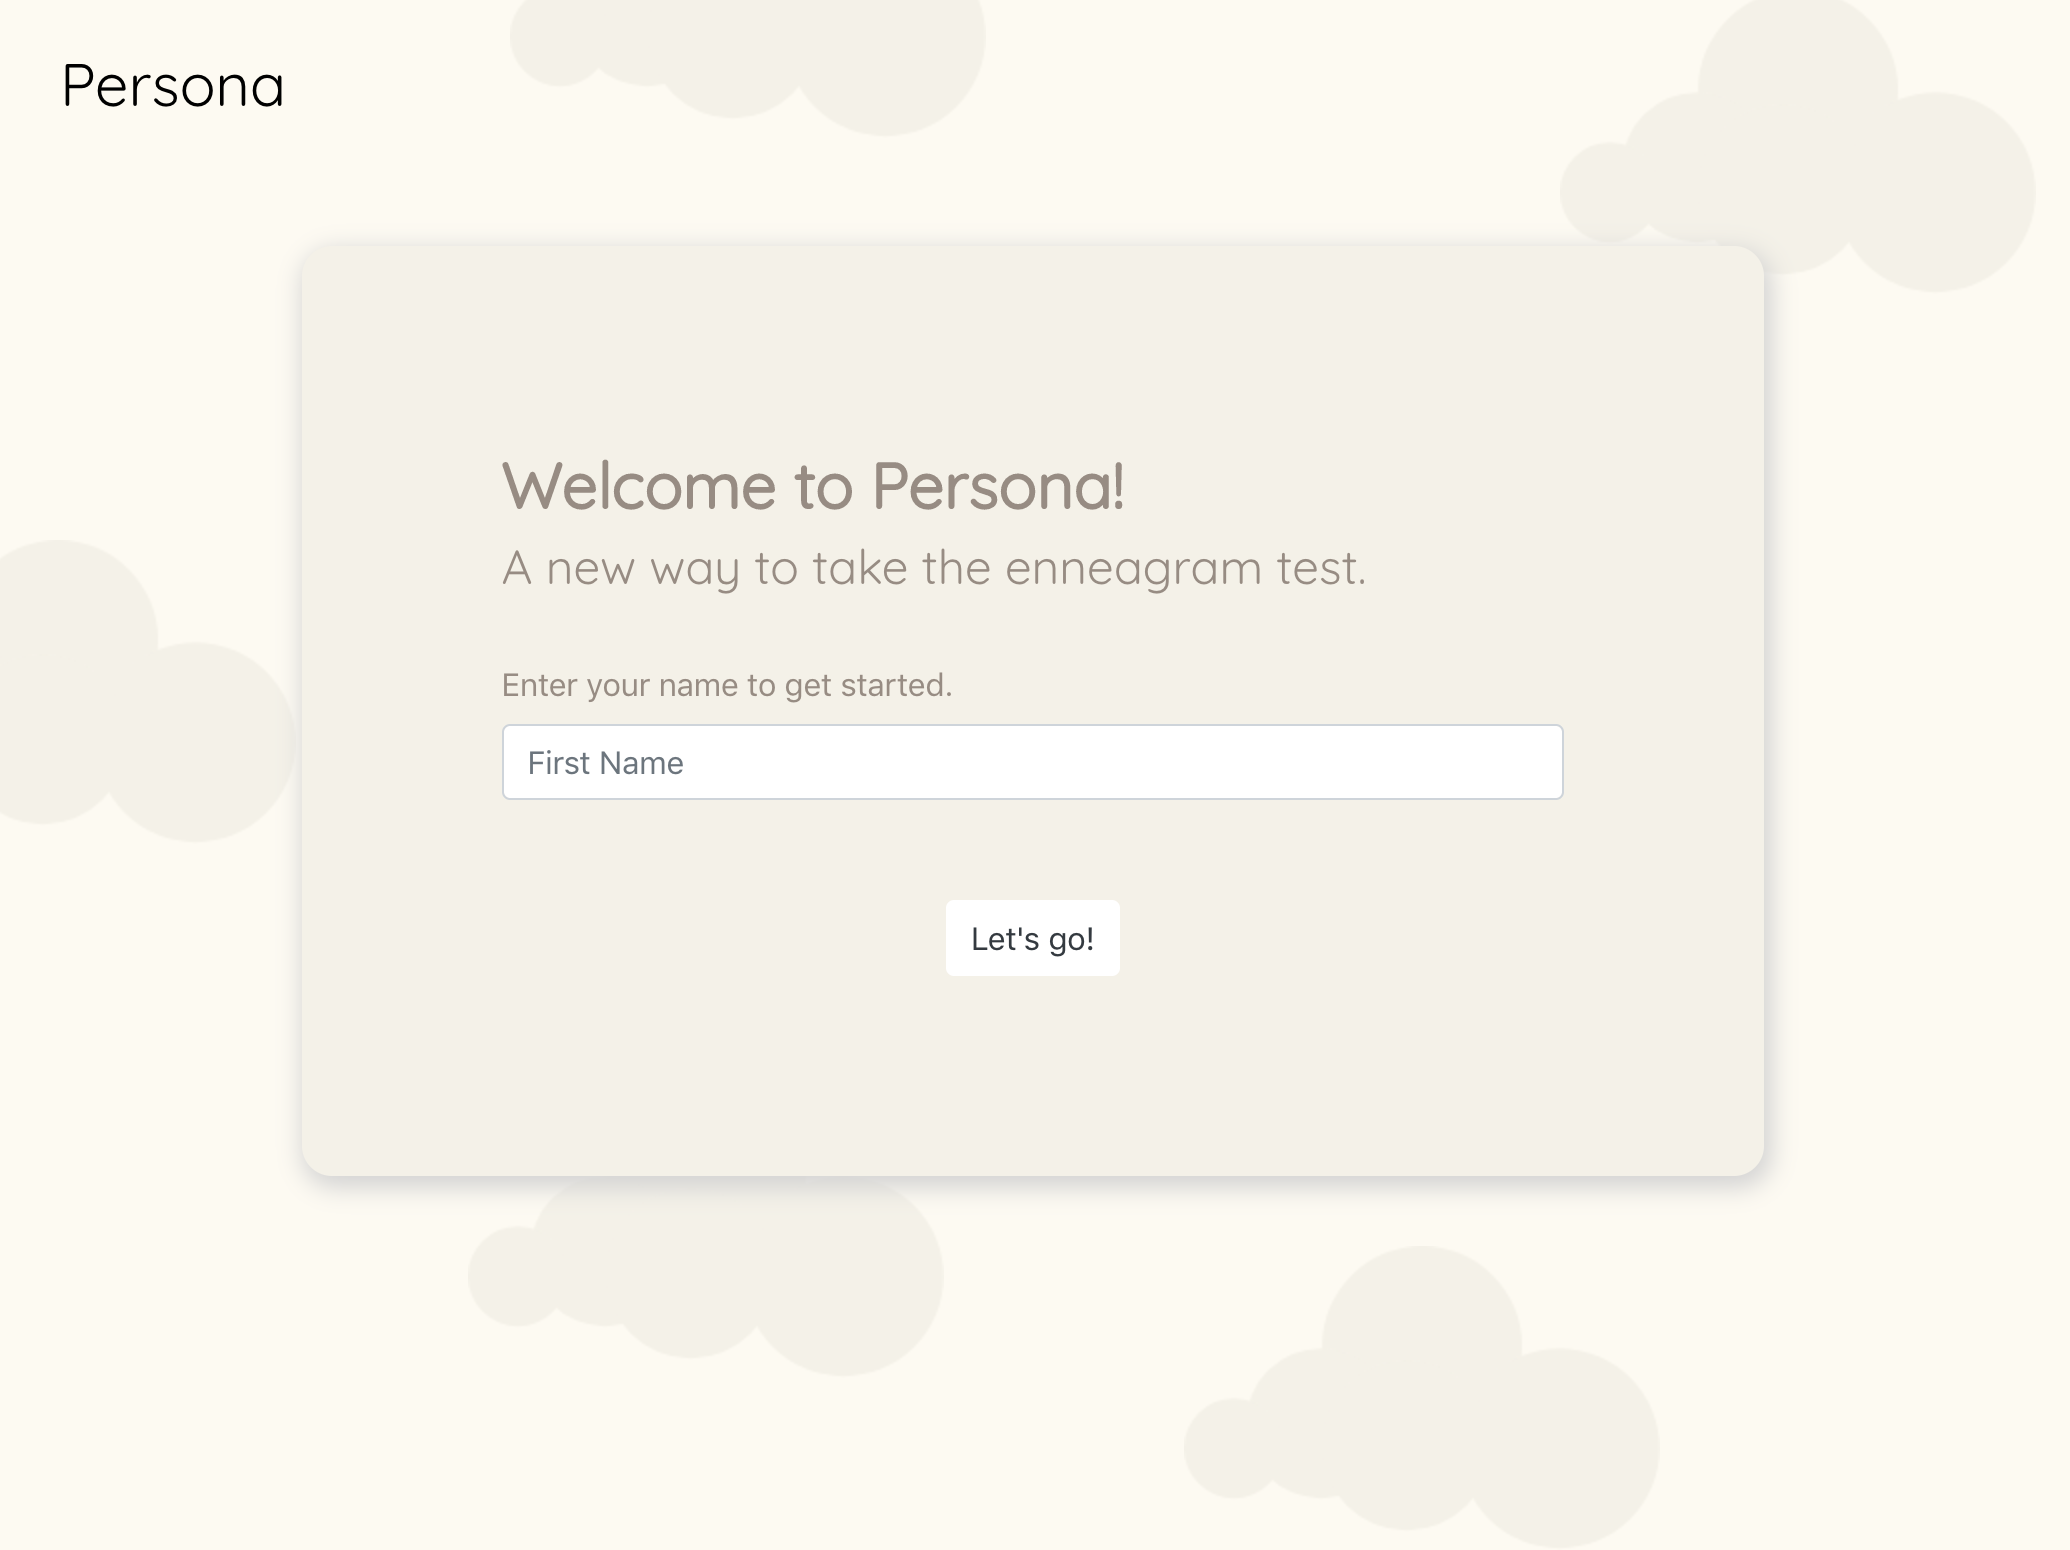 Persona
Welcome to Persona!
A new way to take the enneagram test.
Enter your name to get started.
First Name
Let's go!